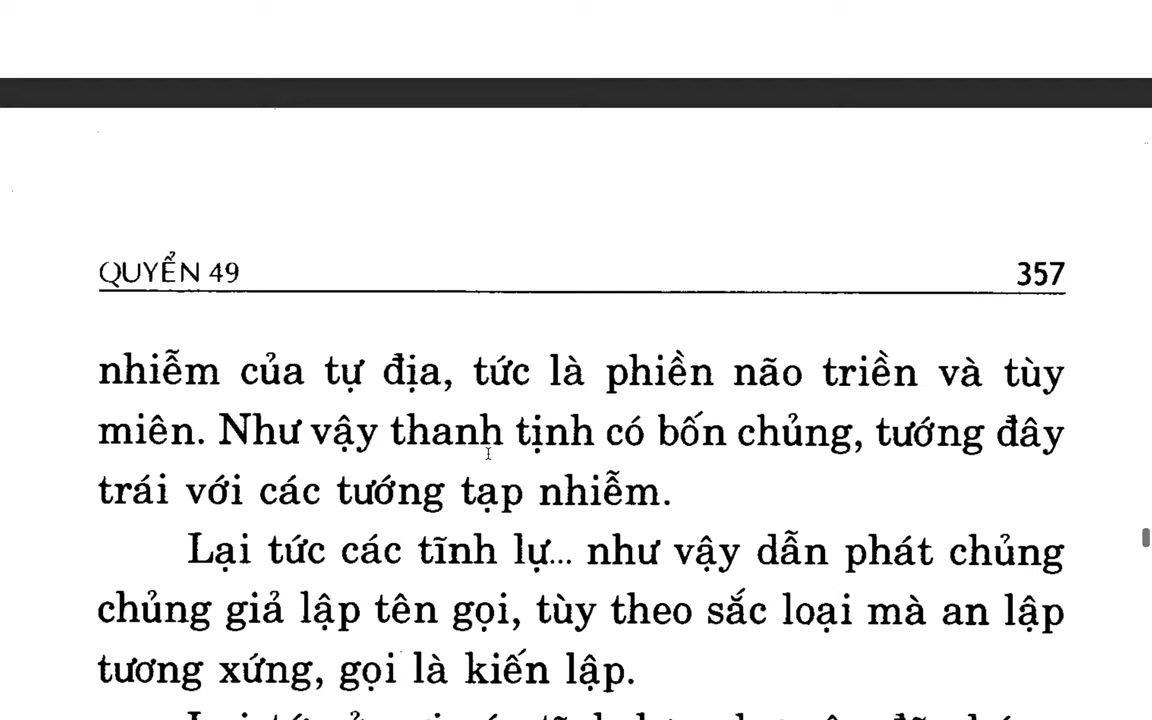 QUYỂN 49 357
nhiễm của tự địa, tức là phiền não triền và tùy
miên. Như vậy thanh tịnh có bốn chủng, tướng đây
trái với các tướng tạp nhiễm.
Lại tức các tĩnh lự... như vậy dẫn phát chủng
chủng giả lập tên gọi, tùy theo sắc loại mà an lập
tương xứng, gọi là kiến lập.